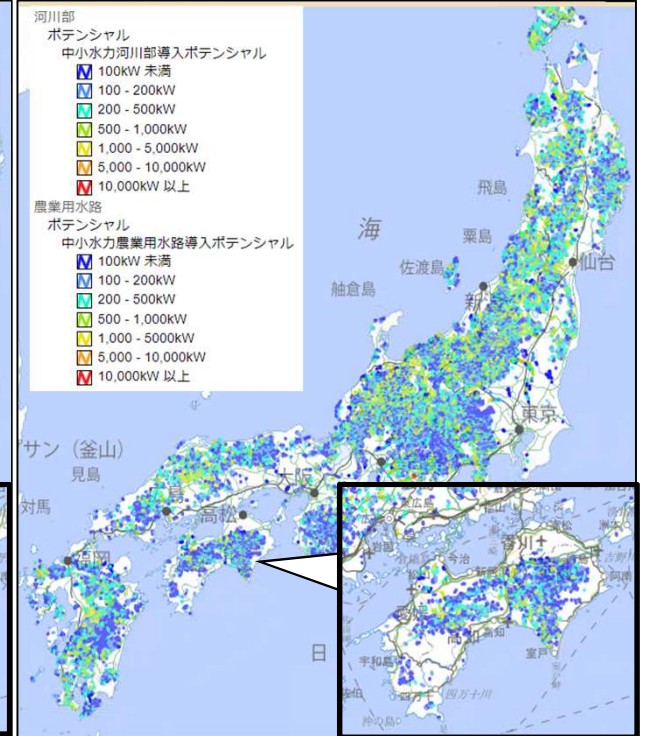 河川部
ポテンシャル
中小水力河川部導入ポテンシャル
100kW 未満
100 - 200kW
200 - 500kW
500 - 1,000kW
1,000 - 5,000kW
5,000 - 10,000kW
10,000kW 以上
農業用水路
ポテンシャル
中小水力農業用水路導入ポテンシャル
100kW 未満
100 - 200kW
200 - 500kW
500 - 1,000kW
1,000 - 5000kW
5,000 - 10,000kW
10,000kW 以上
飛島
海
粟島
佐渡島
仙台
舳倉島
新
東京
サン（釜山）
見島
大阪
対馬
高松
日
今治
高知
室戸
宇和島
四万十川
沖の島
阿南